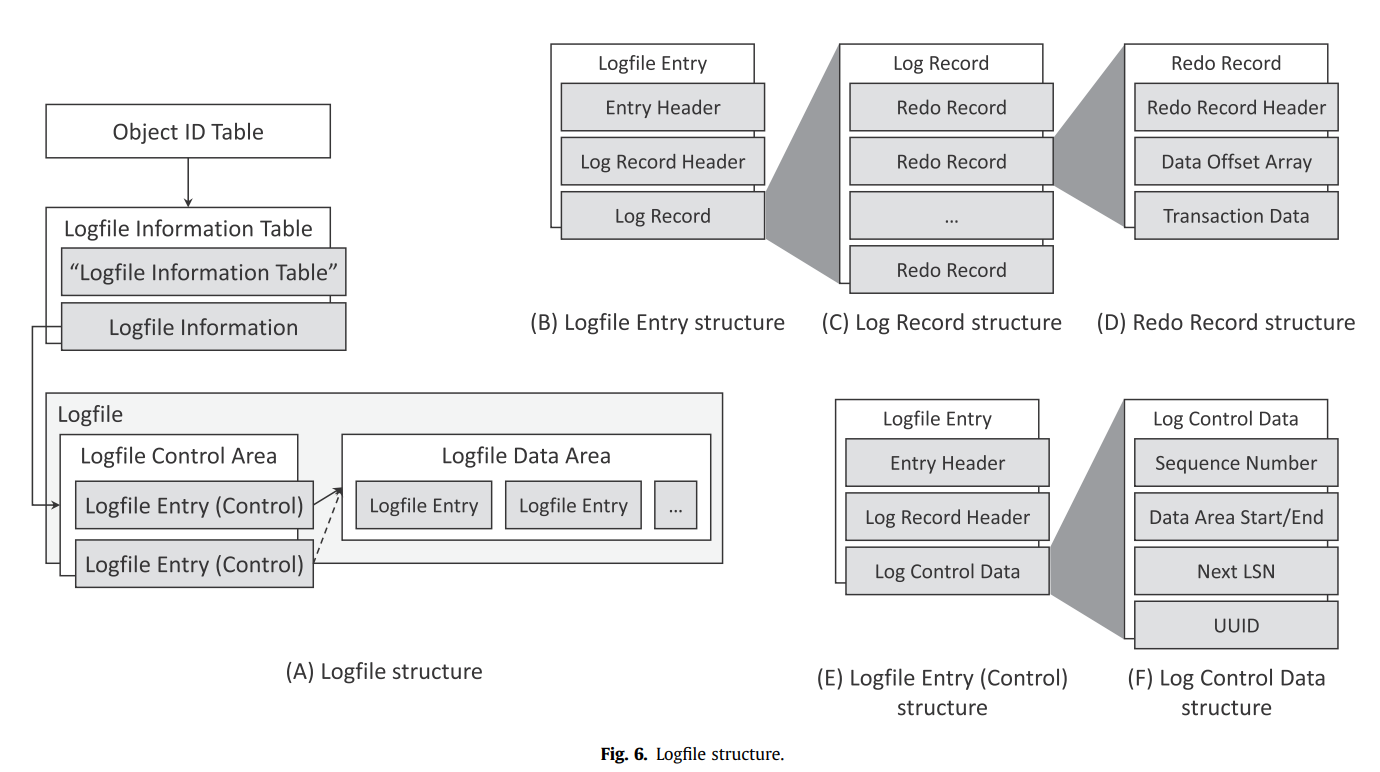 Object ID Table
Logfile Information Table
“Logfile Information Table”
Logfile Information
Logfile
Logfile Control Area
Logfile Entry (Control)
Logfile Entry (Control)
Logfile Data Area
Logfile Entry
Logfile Entry
...
(A) Logfile structure
Logfile Entry
Entry Header
Log Record Header
Log Record
(B) Logfile Entry structure
Log Record
Redo Record
Redo Record
...
Redo Record
(C) Log Record structure
Redo Record
Redo Record Header
Data Offset Array
Transaction Data
(D) Redo Record structure
Logfile Entry
Entry Header
Log Record Header
Log Control Data
(E) Logfile Entry (Control)
structure
Log Control Data
Sequence Number
Data Area Start/End
Next LSN
UUID
(F) Log Control Data
structure
Fig. 6. Logfile structure.